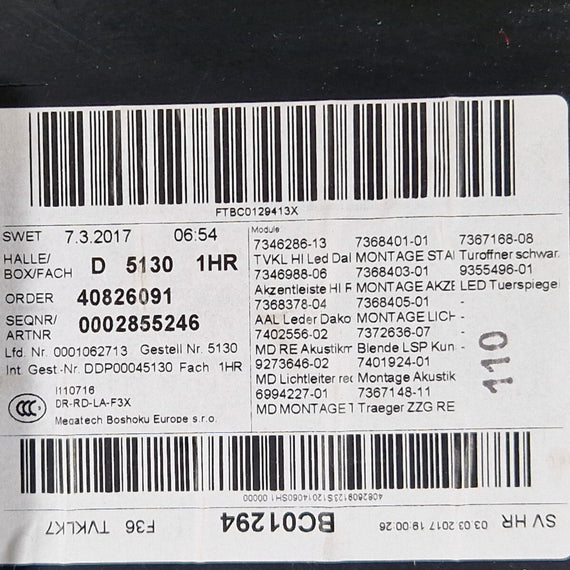 FTBC0129413X
SWET 7.3.2017 06:54
HALLE/
BOX/FACH D 5130 1HR
ORDER 40826091
SEQNR/
ARTNR 0002855246
Lfd. Nr. 0001062713 Gestell Nr. 5130
Int. Gest-Nr. DDP00045130 Fach 1HR
I110716
DR-RD-LA-F3X
Megatech Boshoku Europe s.r.o.
CCC
Module
7346286-13 7368401-01 7367168-08
TVKL HI Led Dal MONTAGE STAI Turoffner schwar.
7346988-06 7368403-01 9355496-01
Akzentleiste HI F MONTAGE AKZE LED Tuerspiege
7368378-04 7368405-01 -
AAL Leder Dako MONTAGE LICH
7402556-02 7372636-07 -
MD RE Akustikm Blende LSP Kun
9273646-02 7401924-01 -
MD Lichtleiter rec Montage Akustik
6994227-01 7367148-11 -
MD MONTAGE T Traeger ZZG RE
110
SV HR 03.03.2017 19:00:26 BC01294 F36 TVKLK7